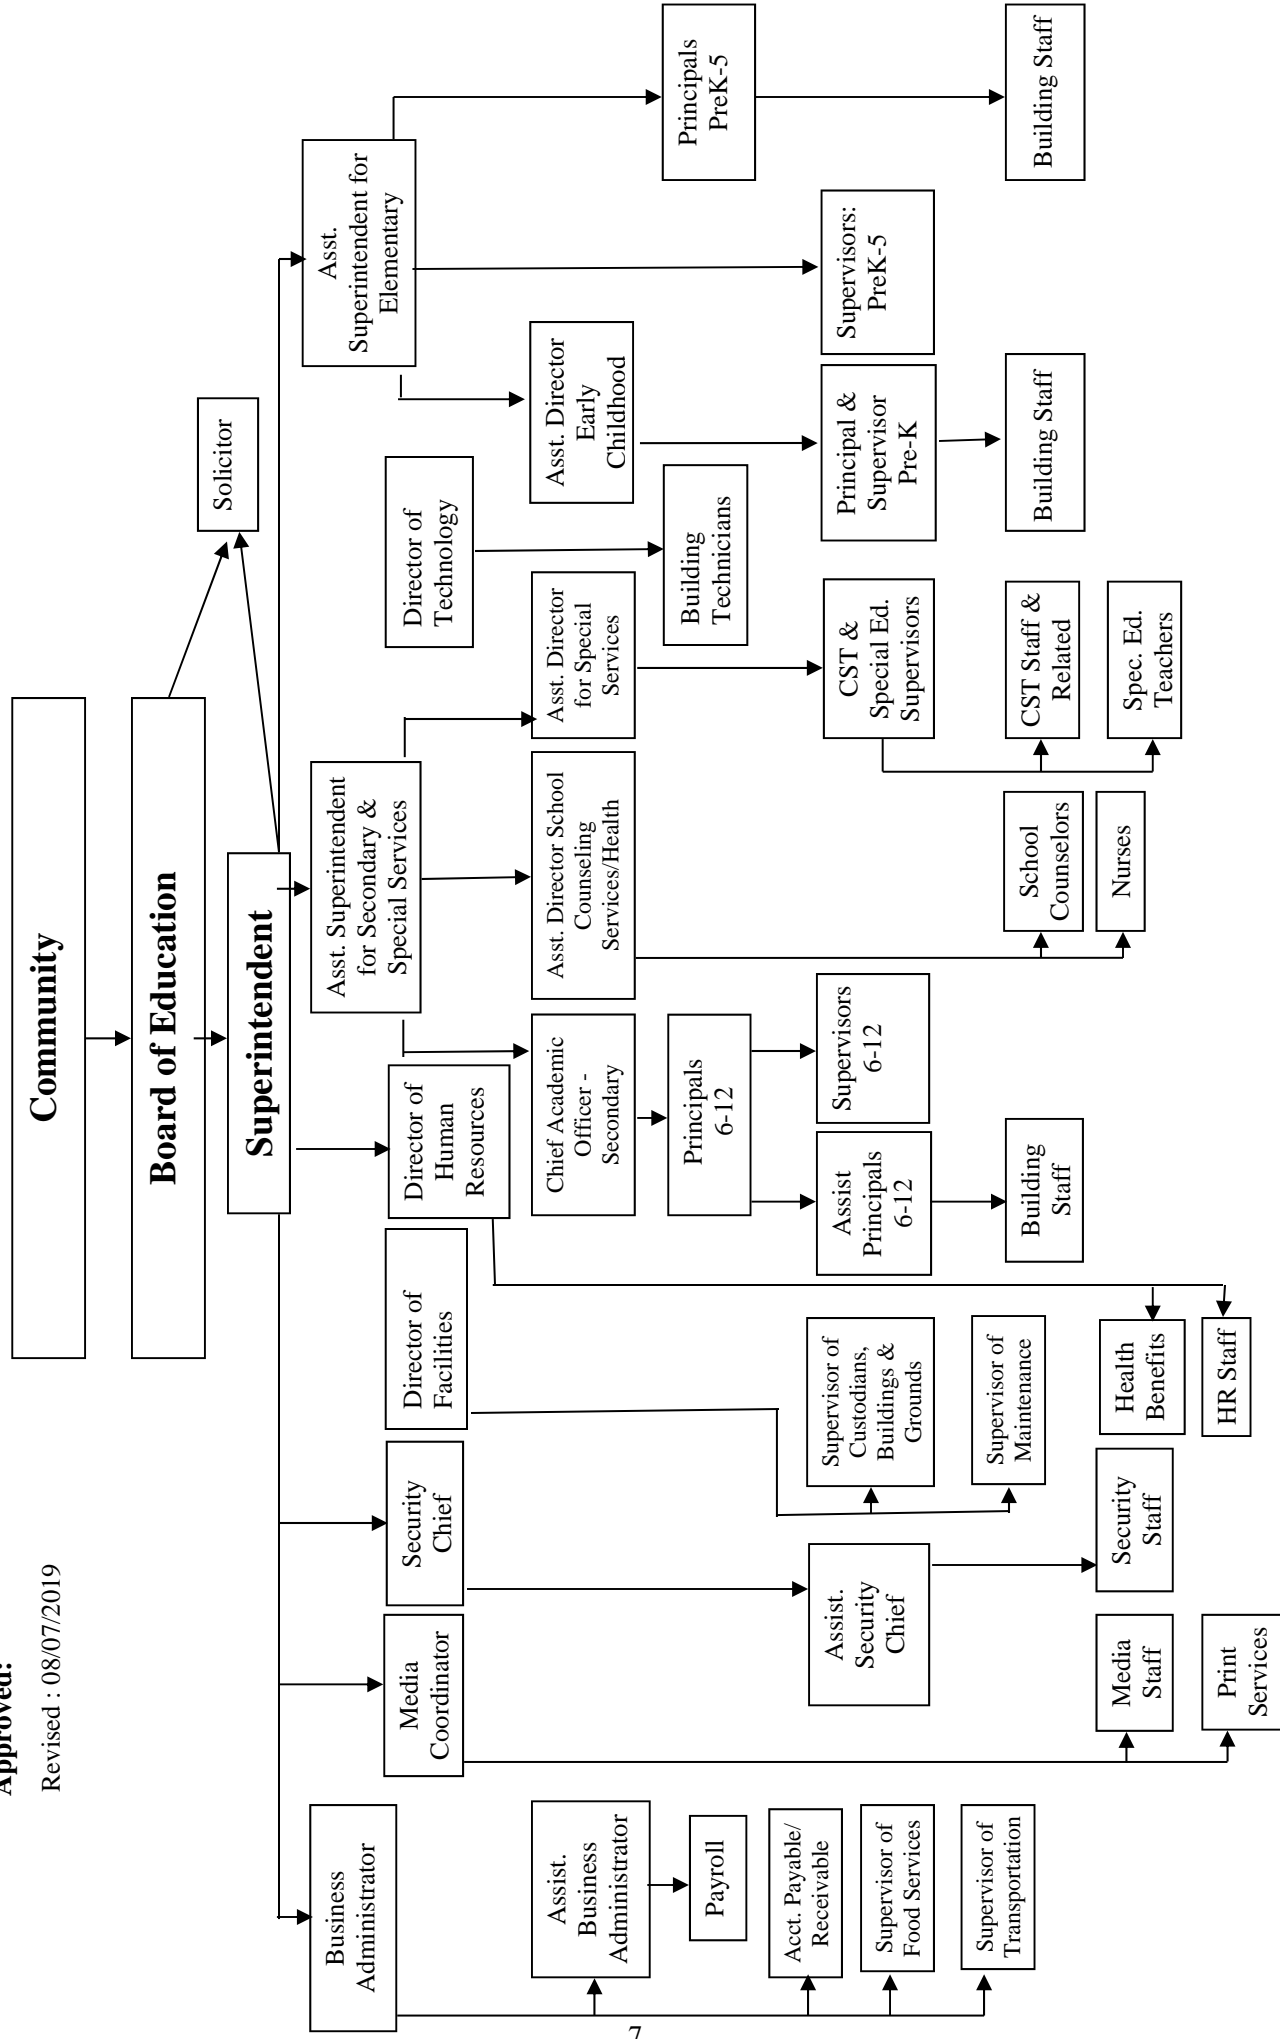 Approved:
Revised : 08/07/2019
Community
Board of Education
Superintendent
Solicitor
Business
Administrator
Media
Coordinator
Security
Chief
Director of
Facilities
Director of
Human
Resources
Asst. Superintendent
for Secondary &
Special Services
Director of
Technology
Asst.
Superintendent for
Elementary
Assist.
Business
Administrator
Payroll
Acct. Payable/
Receivable
Supervisor of
Food Services
Supervisor of
Transportation
Media
Staff
Print
Services
Assist.
Security
Chief
Security
Staff
Supervisor of
Custodians,
Buildings &
Grounds
Supervisor of
Maintenance
Health
Benefits
HR Staff
Chief Academic
Officer -
Secondary
Principals
6-12
Assist
Principals
6-12
Supervisors
6-12
Building
Staff
Asst. Director School
Counseling
Services/Health
School
Counselors
Nurses
Asst. Director
for Special
Services
CST &
Special Ed.
Supervisors
CST Staff &
Related
Spec. Ed.
Teachers
Building
Technicians
Asst. Director
Early
Childhood
Principal &
Supervisor
Pre-K
Building Staff
Supervisors:
PreK-5
Principals
PreK-5
Building Staff
7